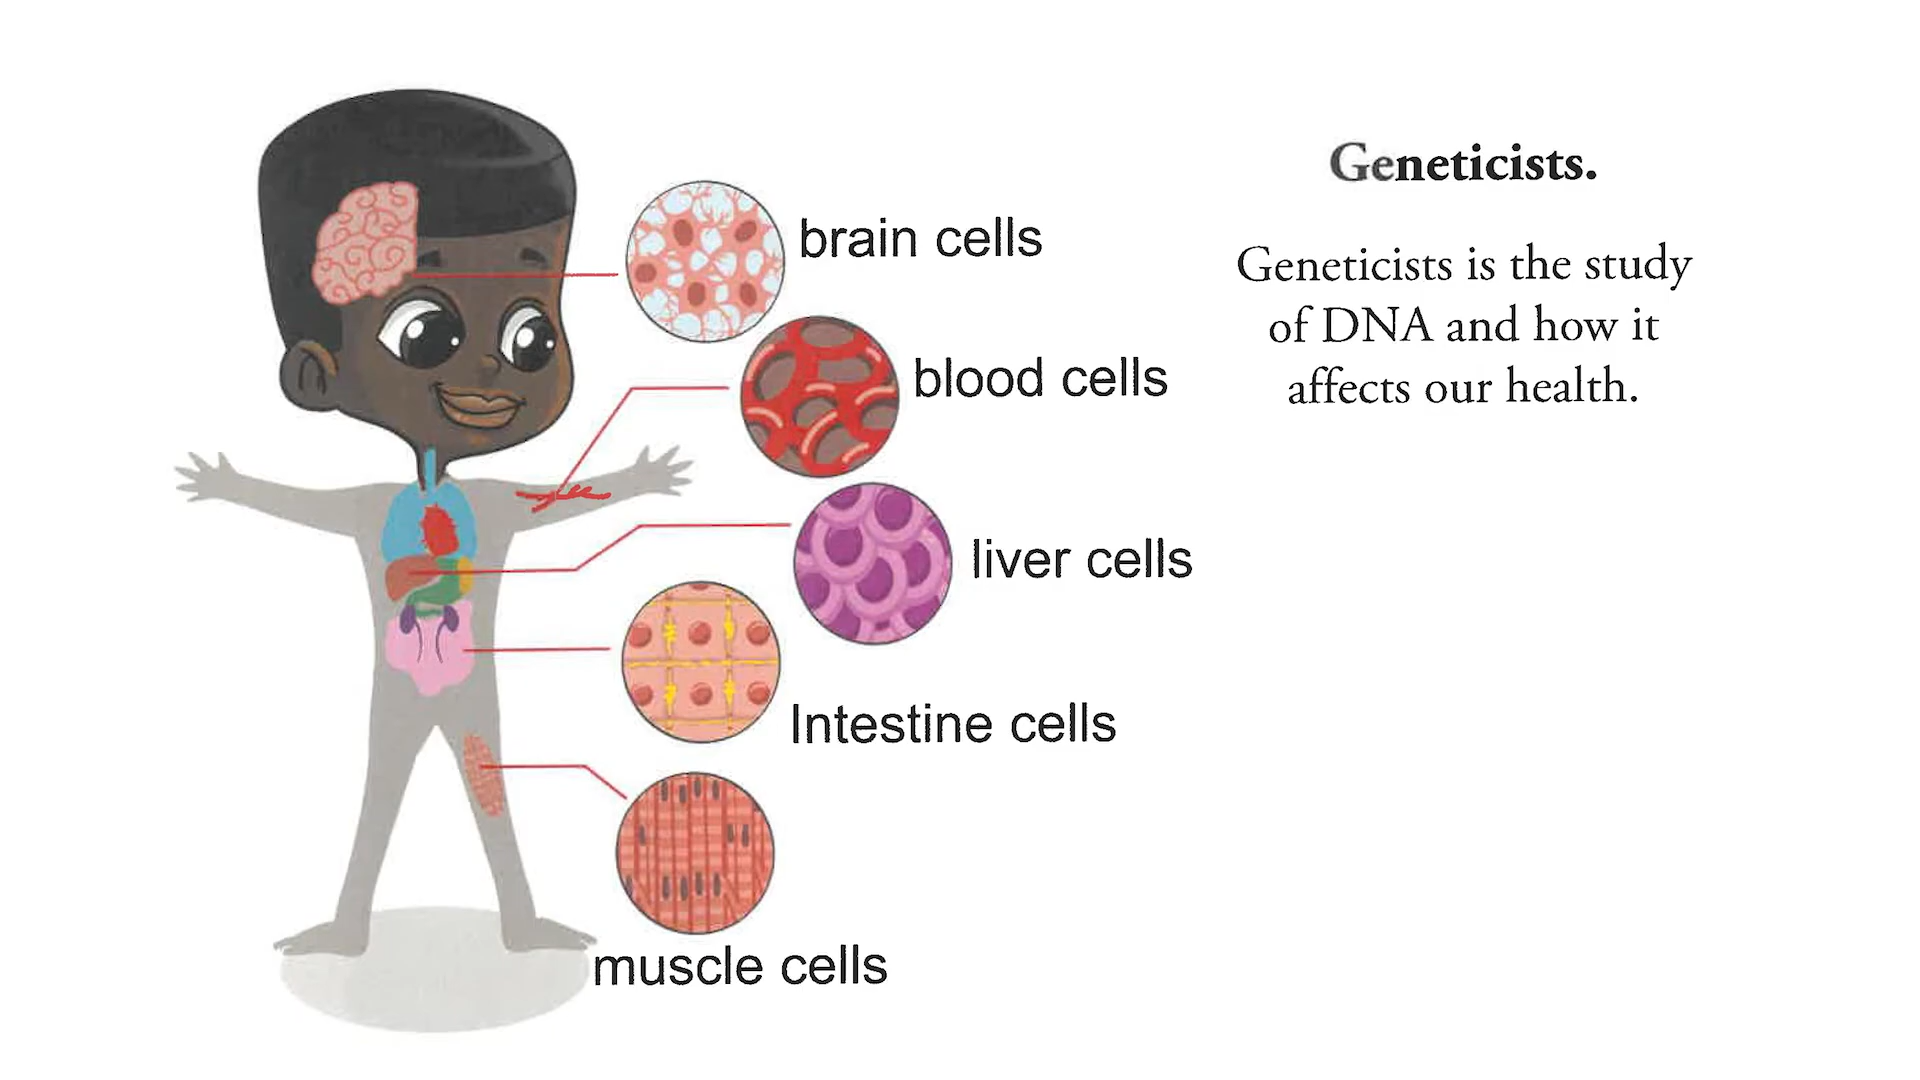 brain cells
blood cells
liver cells
Intestine cells
muscle cells
Geneticists.
Geneticists is the study
of DNA and how it
affects our health.